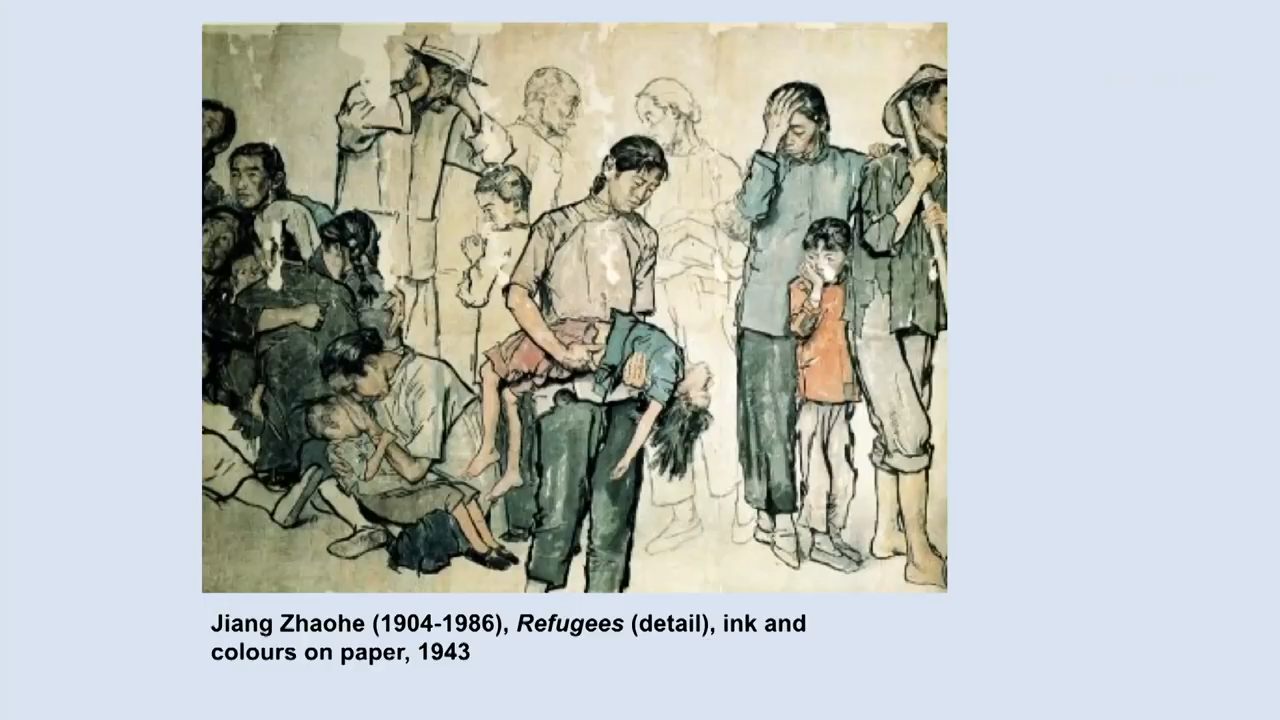 Jiang Zhaohe (1904-1986), Refugees (detail), ink and
colours on paper, 1943